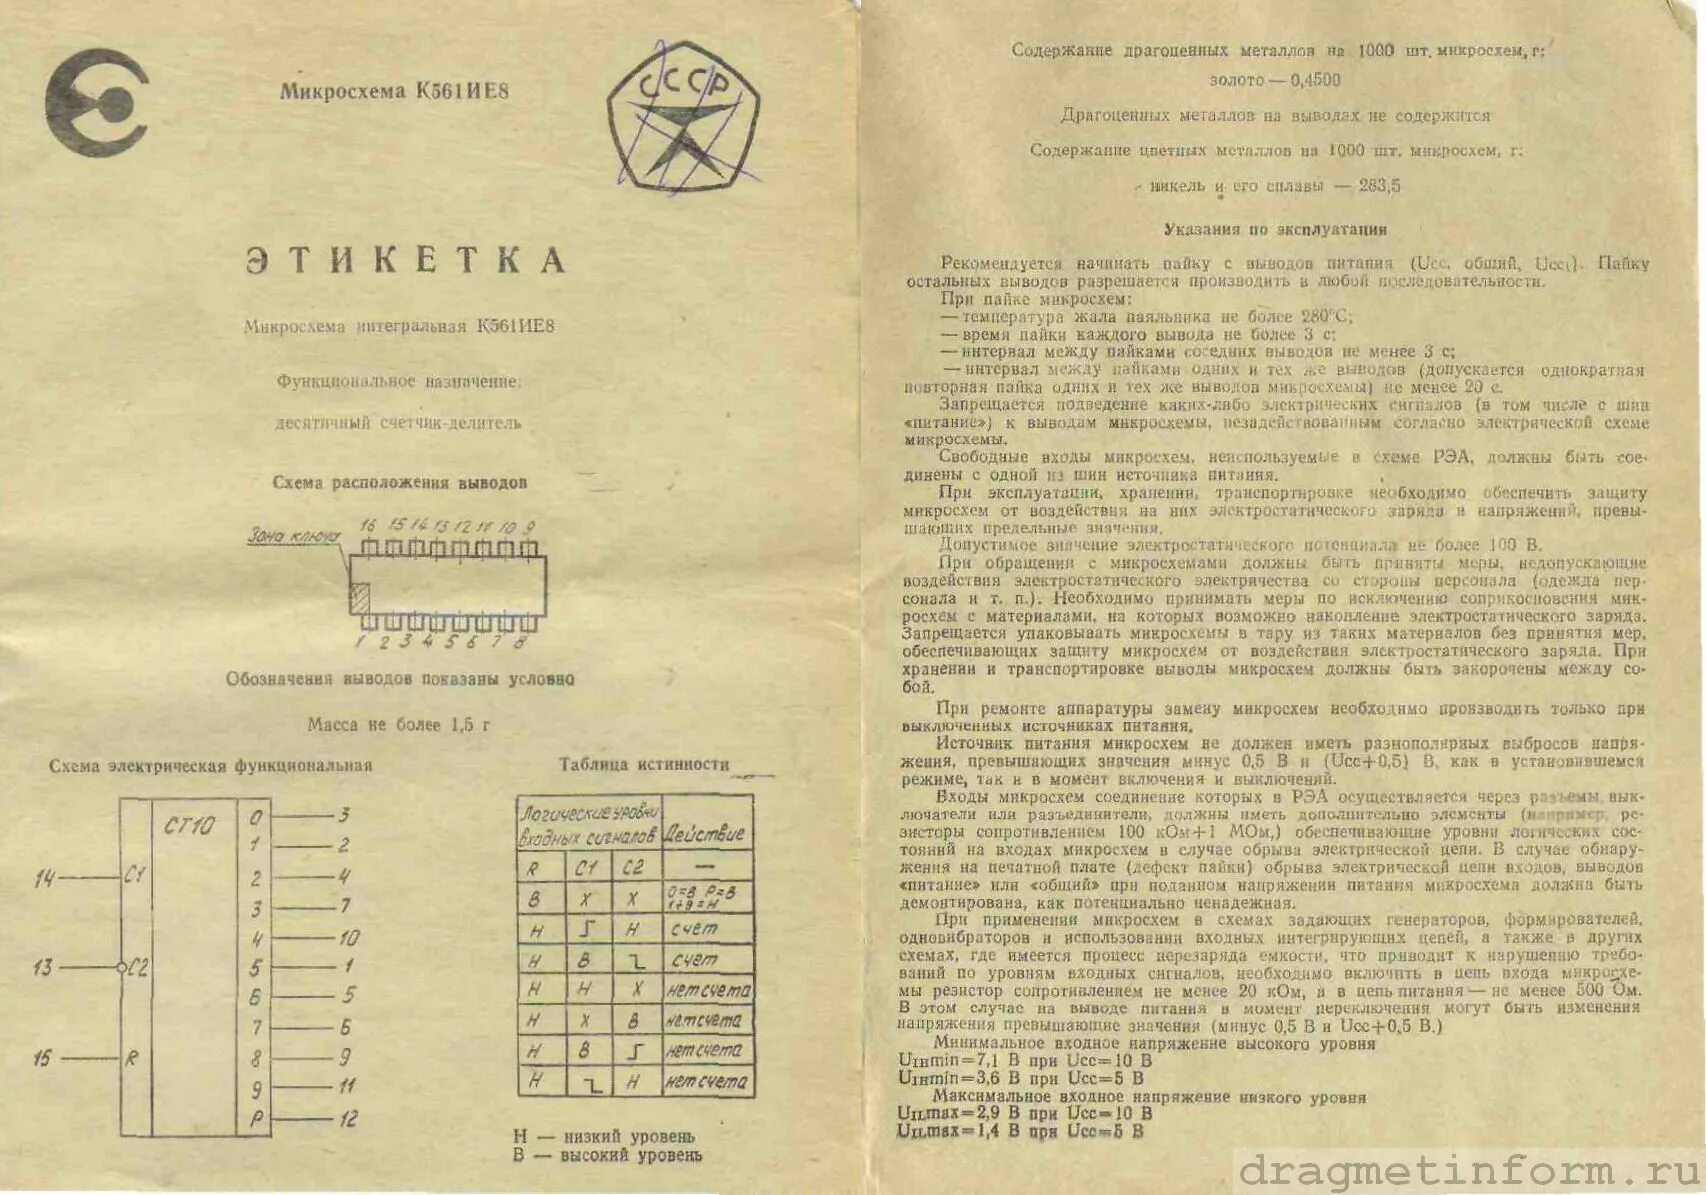 Микросхема К561ИЕ8
СССР
ЭТИКЕТКА
Микросхема интегральная К561ИЕ8
Функциональное назначение:
десятичный счетчик-делитель
Схема расположения выводов
Зона ключа
16 15 14 13 12 11 10 9
1 2 3 4 5 6 7 8
Обозначения выводов показаны условно
Масса не более 1,5 г
Схема электрическая функциональная
СТ10
0 3
1 2
14 С1 2 4
3 7
4 10
13 С2 5 1
6 5
7 6
15 R 8 9
9 11
P 12
Таблица истинности
Логические уровни
входных сигналов Действие
R С1 С2 —
В X X 0=В Р=В
1÷9=Н
Н Н счет
Н В счет
Н Н X нет счета
Н X В нет счета
Н В нет счета
Н Н нет счета
Н — низкий уровень
В — высокий уровень
Содержание драгоценных металлов на 1000 шт. микросхем, г:
золото — 0,4500
Драгоценных металлов на выводах не содержится
Содержание цветных металлов на 1000 шт. микросхем, г:
- никель и его сплавы — 283,5
Указания по эксплуатации
Рекомендуется начинать пайку с выводов питания (Ucc, общий, Ucc1). Пайку
остальных выводов разрешается производить в любой последовательности.
При пайке микросхем:
— температура жала паяльника не более 280°С;
— время пайки каждого вывода не более 3 с;
— интервал между пайками соседних выводов не менее 3 с;
— интервал между пайками одних и тех же выводов (допускается однократная
повторная пайка одних и тех же выводов микросхемы) не менее 20 с.
Запрещается подведение каких-либо электрических сигналов (в том числе с шин
«питание») к выводам микросхемы, незадействованным согласно электрической схеме
микросхемы.
Свободные входы микросхем, неиспользуемые в схеме РЭА, должны быть сое-
динены с одной из шин источника питания.
При эксплуатации, хранении, транспортировке необходимо обеспечить защиту
микросхем от воздействия на них электростатического заряда и напряжений, превы-
шающих предельные значения.
Допустимое значение электростатического потенциала не более 100 В.
При обращении с микросхемами должны быть приняты меры, недопускающие
воздействия электростатического электричества со стороны персонала (одежда пер-
сонала и т. п.). Необходимо принимать меры по исключению соприкосновения мик-
росхем с материалами, на которых возможно накопление электростатического заряда.
Запрещается упаковывать микросхемы в тару из таких материалов без принятия мер,
обеспечивающих защиту микросхем от воздействия электростатического заряда. При
хранении и транспортировке выводы микросхем должны быть закорочены между со-
бой.
При ремонте аппаратуры замену микросхем необходимо производить только при
выключенных источниках питания.
Источник питания микросхем не должен иметь разнополярных выбросов напря-
жения, превышающих значения минус 0,5 В и (Ucc+0,5) В, как в установившемся
режиме, так и в момент включения и выключений.
Входы микросхем соединение которых в РЭА осуществляется через разъемы, вык-
лючатели или разъединители, должны иметь дополнительно элементы (например, ре-
зисторы сопротивлением 100 кОм÷1 МОм,) обеспечивающие уровни логических сос-
тояний на входах микросхем в случае обрыва электрической цепи. В случае обнару-
жения на печатной плате (дефект пайки) обрыва электрической цепи входов, выводов
«питание» или «общий» при поданном напряжении питания микросхема должна быть
демонтирована, как потенциально ненадежная.
При применении микросхем в схемах задающих генераторов, формирователей,
одновибраторов и использовании входных интегрирующих цепей, а также в других
схемах, где имеется процесс перезаряда емкости, что приводит к нарушению требо-
ваний по уровням входных сигналов, необходимо включить в цепь входа микросхе-
мы резистор сопротивлением не менее 20 кОм, а в цепь питания — не менее 500 Ом.
В этом случае на выводе питания в момент переключения могут быть изменения
напряжения превышающие значения (минус 0,5 В и Ucc+0,5 В.)
Минимальное входное напряжение высокого уровня
UIHmin=7,1 В при Ucc=10 В
UIHmin=3,6 В при Ucc=5 В
Максимальное входное напряжение низкого уровня
UILmax=2,9 В при Ucc=10 В
UILmax=1,4 В при Ucc=5 В
dragmetinform.ru